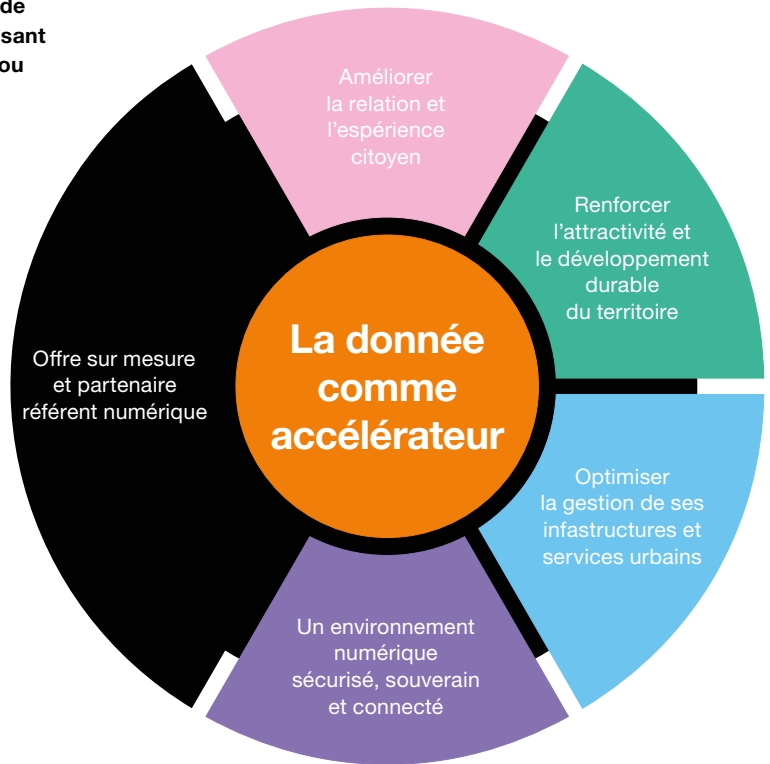 de
sant
ou
Améliorer
la relation et
l’espérience
citoyen
Renforcer
l’attractivité et
le développement
durable
du territoire
Offre sur mesure
et partenaire
référent numérique
La donnée
comme
accélérateur
Optimiser
la gestion de ses
infastructures et
services urbains
Un environnement
numérique
sécurisé, souverain
et connecté